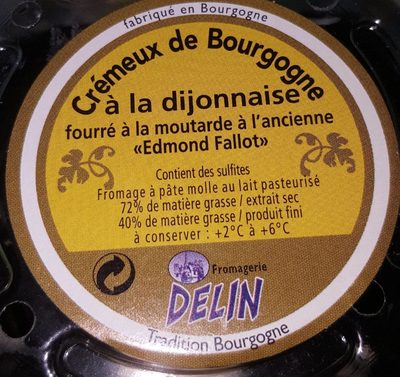 fabriqué en Bourgogne
Crémeux de Bourgogne
à la dijonnaise
fourré à la moutarde à l'ancienne
«Edmond Fallot»
Contient des sulfites
Fromage à pâte molle au lait pasteurisé
72% de matière grasse / extrait sec
40% de matière grasse / produit fini
à conserver : +2°C à +6°C
Fromagerie
DELIN
Tradition Bourgogne